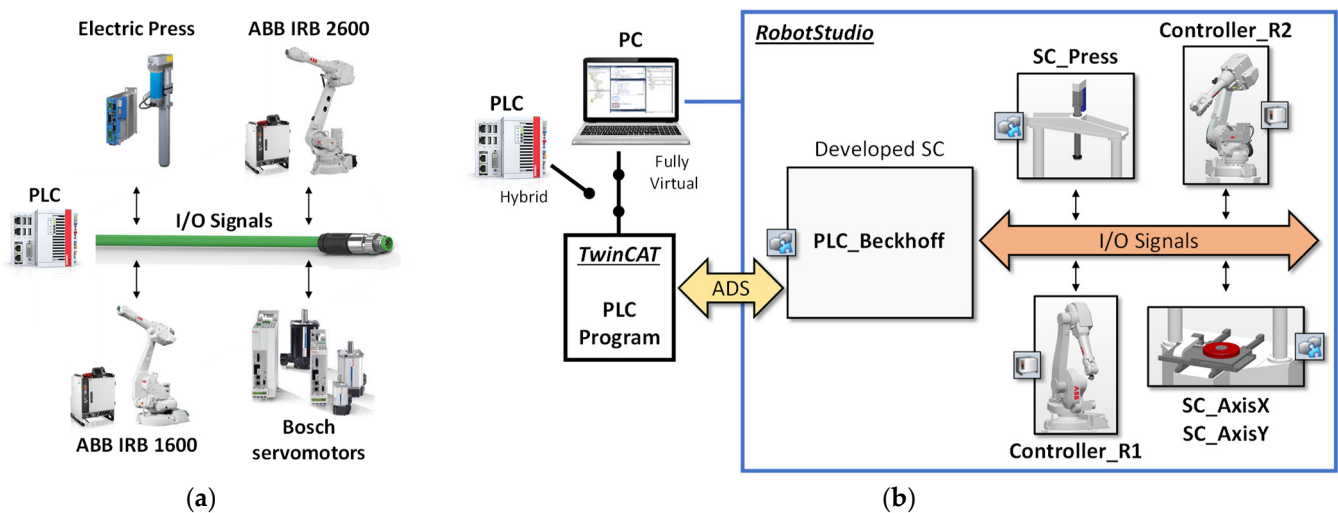 Electric Press
ABB IRB 2600
PLC
I/O Signals
ABB IRB 1600
Bosch
servomotors
(a)
PC
PLC
Hybrid
Fully
Virtual
TwinCAT
PLC
Program
ADS
RobotStudio
Developed SC
PLC_Beckhoff
SC_Press
Controller_R2
I/O Signals
Controller_R1
ABB
SC_AxisX
SC_AxisY
(b)